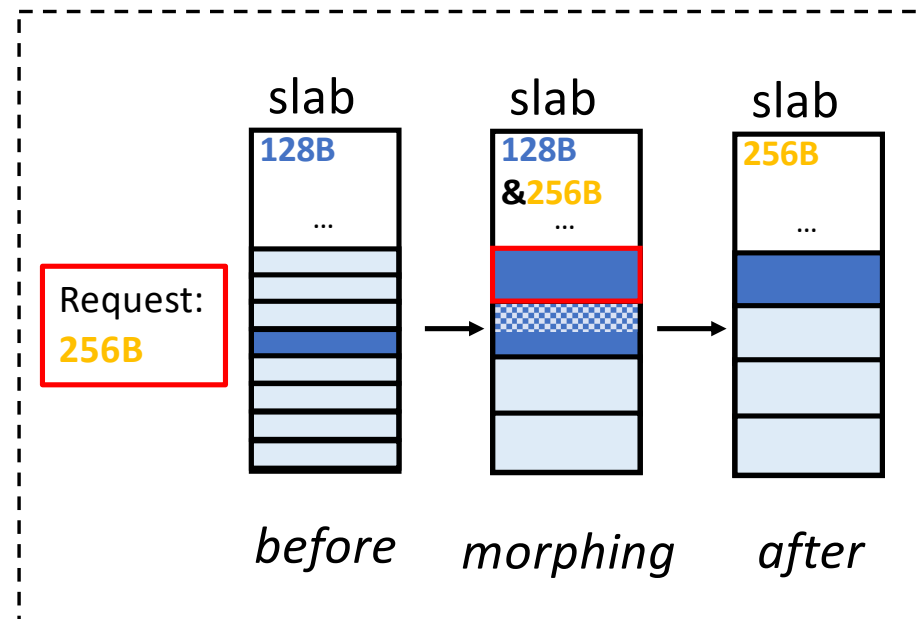 slab
slab
slab
128B
...
128B
&256B
...
256B
...
Request:
256B
before
morphing
after